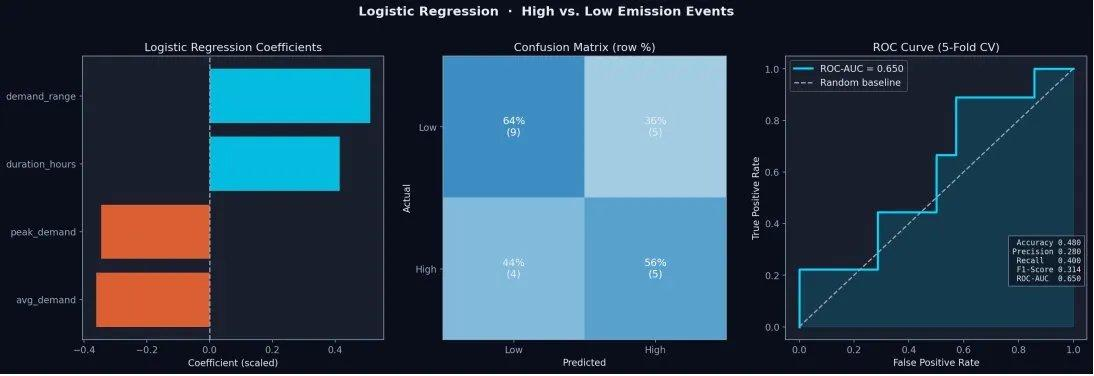 Logistic Regression · High vs. Low Emission Events
Logistic Regression Coefficients
demand_range
duration_hours
peak_demand
avg_demand
−0.4 −0.2 0.0 0.2 0.4
Coefficient (scaled)
Confusion Matrix (row %)
Actual
Low
High
64%
(9)
36%
(5)
44%
(4)
56%
(5)
Low High
Predicted
ROC Curve (5-Fold CV)
ROC-AUC = 0.650
Random baseline
True Positive Rate
1.0
0.8
0.6
0.4
0.2
0.0
Accuracy 0.480
Precision 0.280
Recall 0.400
F1-Score 0.314
ROC-AUC 0.650
0.0 0.2 0.4 0.6 0.8 1.0
False Positive Rate